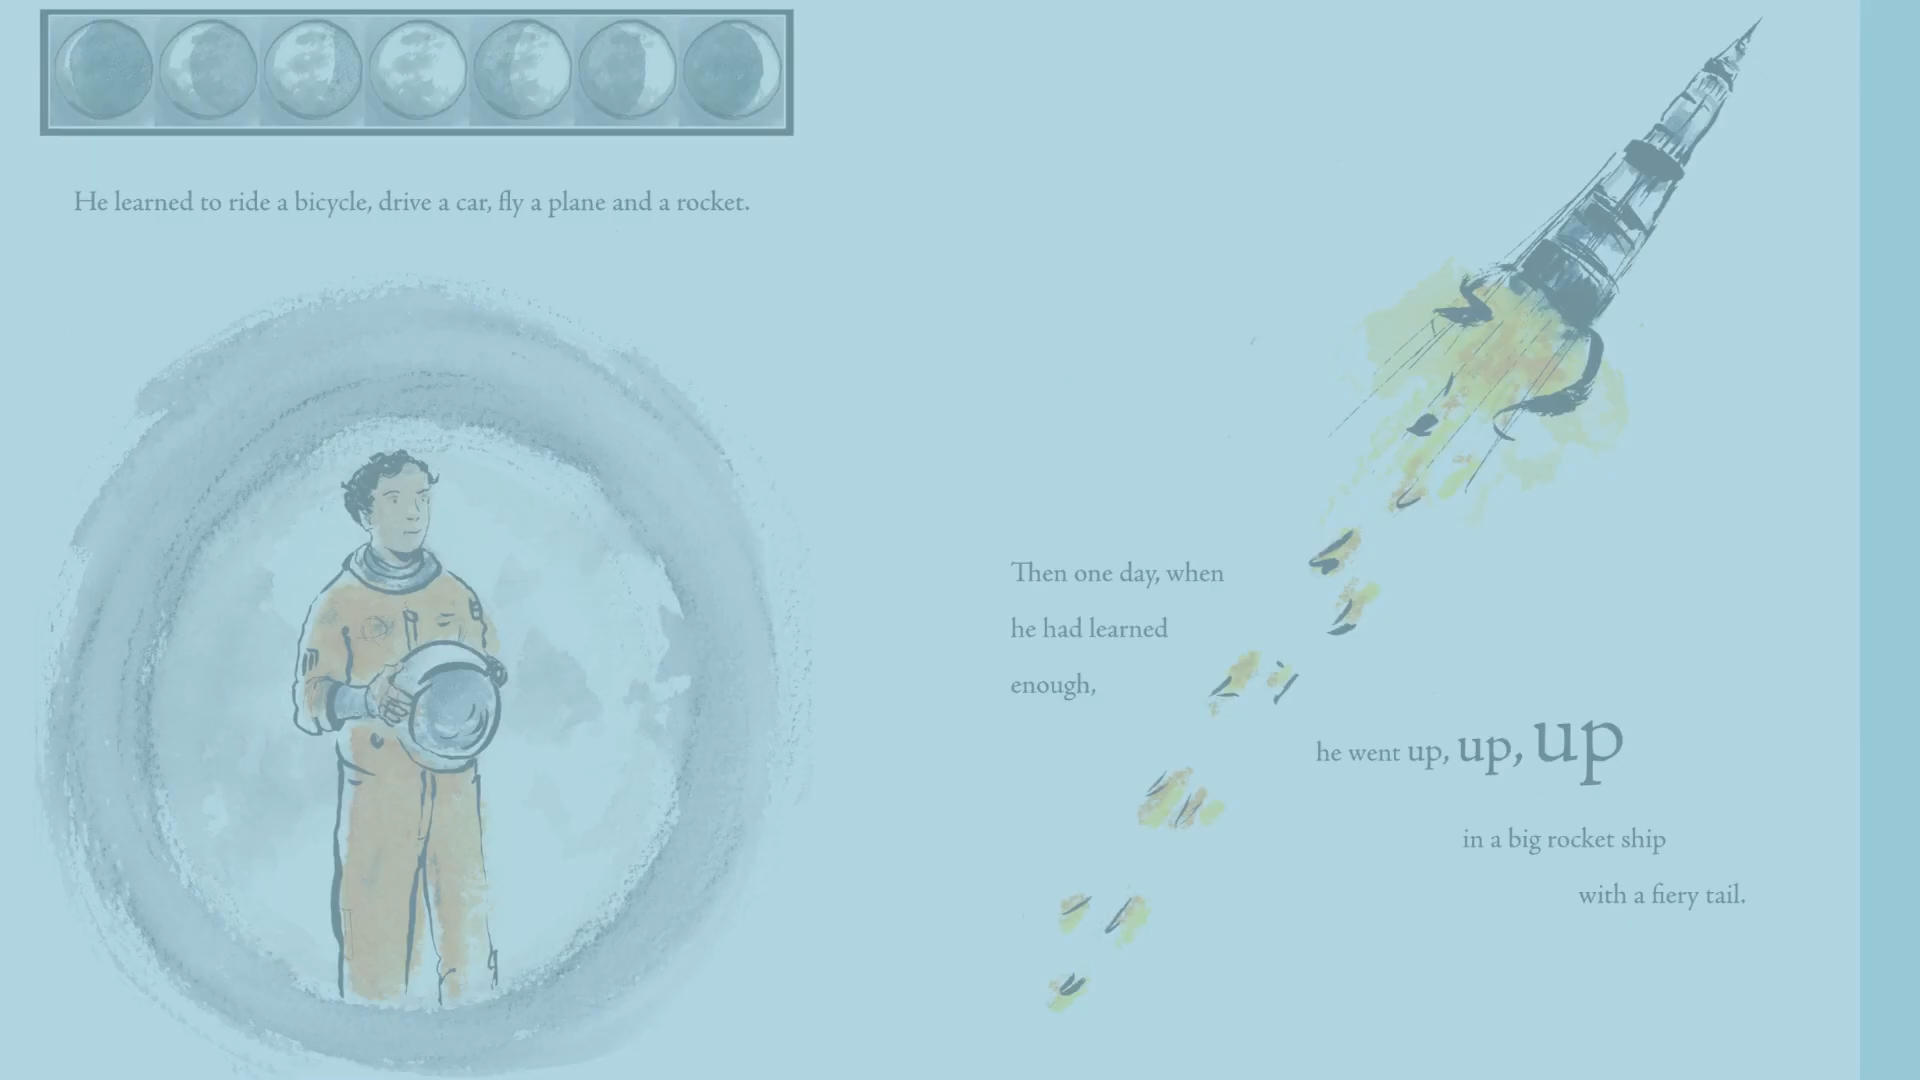 He learned to ride a bicycle, drive a car, fly a plane and a rocket.
Then one day, when
he had learned
enough,
he went up, up, up
in a big rocket ship
with a fiery tail.